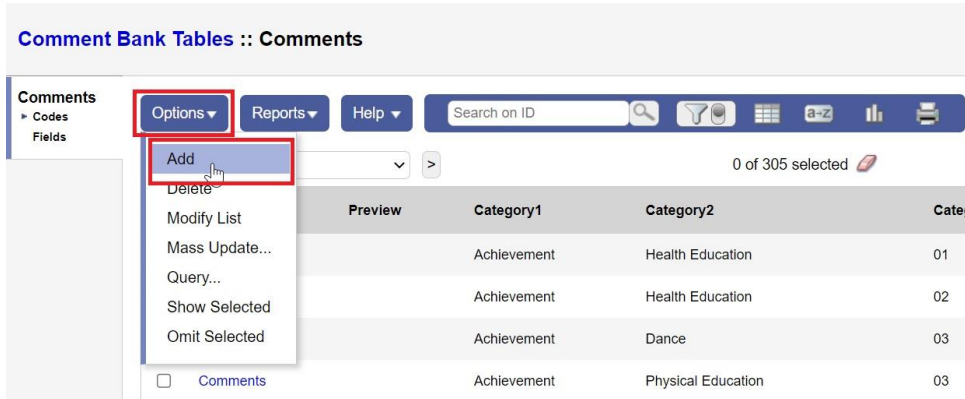 Comment Bank Tables :: Comments
Comments
Codes
Fields
Options Reports Help Search on ID a-z
Add
Delete
Modify List
Mass Update...
Query...
Show Selected
Omit Selected
> 0 of 305 selected
Preview Category1 Category2
Achievement Health Education 01
Achievement Health Education 02
Achievement Dance 03
Comments Achievement Physical Education 03